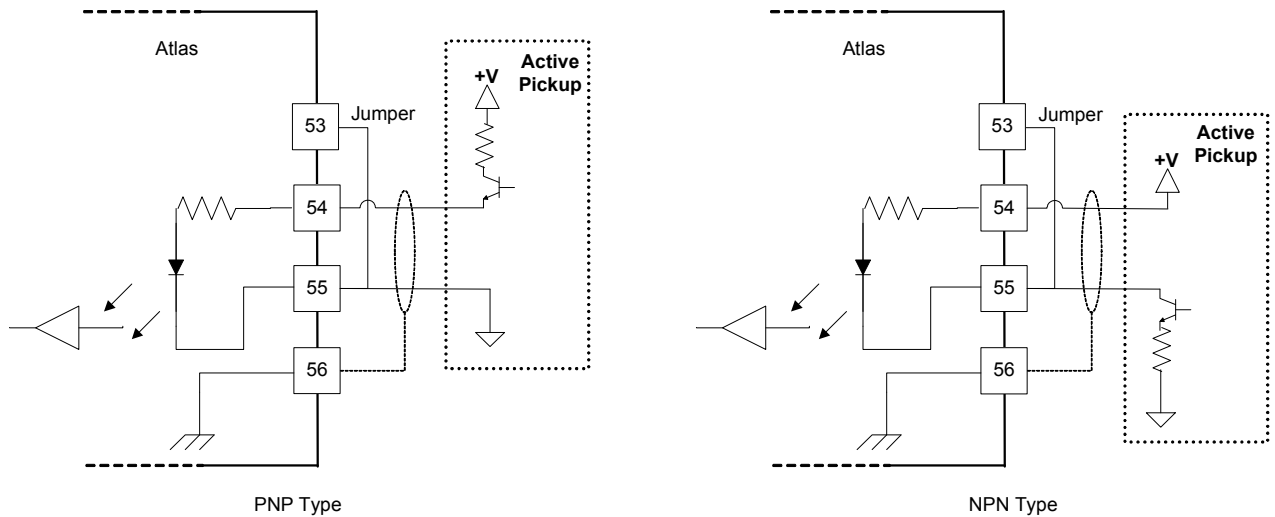 Atlas
Active
Pickup
+V
53
Jumper
54
55
56
PNP Type
Atlas
Active
Pickup
+V
53
Jumper
54
55
56
NPN Type